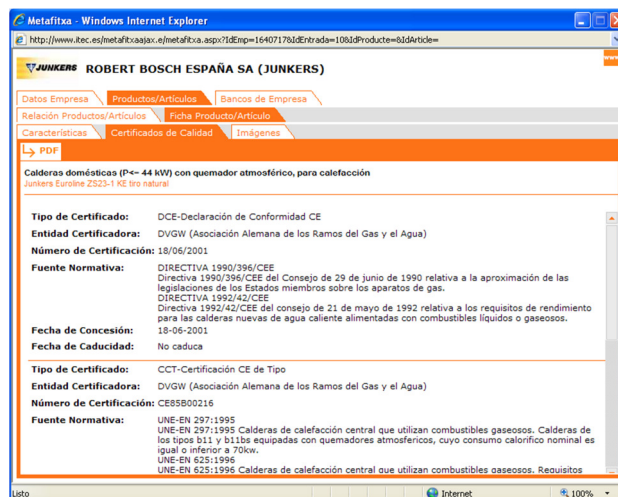 Metafitxa - Windows Internet Explorer
http://www.itec.es/metafitxaajax.e/metafitxa.aspx?IdEmp=1640717&IdEntrada=10&IdProducte=&IdArticle=
JUNKERS ROBERT BOSCH ESPAÑA SA (JUNKERS)
Datos Empresa Productos/Artículos Bancos de Empresa
Relación Productos/Artículos Ficha Producto/Artículo
Características Certificados de Calidad Imágenes
PDF
Calderas domésticas (P<= 44 kW) con quemador atmosférico, para calefacción
Junkers Euroline ZS23-1 KE tiro natural
Tipo de Certificado: DCE-Declaración de Conformidad CE
Entidad Certificadora: DVGW (Asociación Alemana de los Ramos del Gas y el Agua)
Número de Certificación: 18/06/2001
Fuente Normativa: DIRECTIVA 1990/396/CEE
Directiva 1990/396/CEE del Consejo de 29 de junio de 1990 relativa a la aproximación de las
legislaciones de los Estados miembros sobre los aparatos de gas.
DIRECTIVA 1992/42/CEE
Directiva 1992/42/CEE del consejo de 21 de mayo de 1992 relativa a los requisitos de rendimiento
para las calderas nuevas de agua caliente alimentadas con combustibles líquidos o gaseosos.
Fecha de Concesión: 18-06-2001
Fecha de Caducidad: No caduca
Tipo de Certificado: CCT-Certificación CE de Tipo
Entidad Certificadora: DVGW (Asociación Alemana de los Ramos del Gas y el Agua)
Número de Certificación: CE85B00216
Fuente Normativa: UNE-EN 297:1995
UNE-EN 297:1995 Calderas de calefacción central que utilizan combustibles gaseosos. Calderas de
los tipos b11 y b11bs equipadas con quemadores atmosfericos, cuyo consumo calorifico nominal es
igual o inferior a 70kw.
UNE-EN 625:1996
UNE-EN 625:1996 Calderas de calefacción central que utilizan combustibles gaseosos. Requisitos
Listo Internet 100%